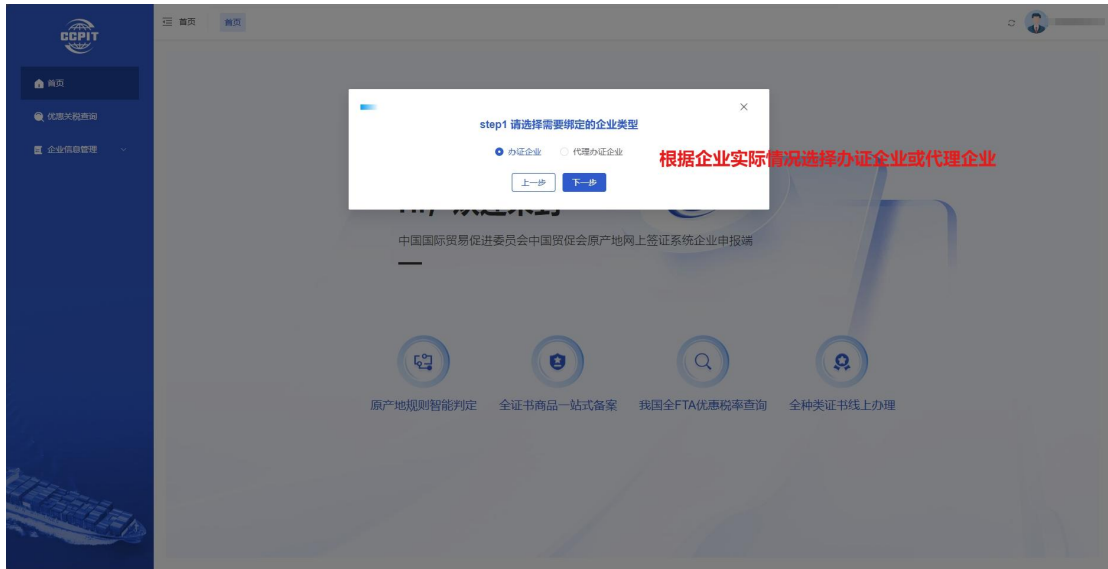 CCPIT
首页
首页
首页
优惠关税查询
企业信息管理
step1 请选择需要绑定的企业类型
办证企业
代理办证企业
根据企业实际情况选择办证企业或代理企业
上一步
下一步
中国国际贸易促进委员会中国贸促会原产地网上签证系统企业申报端
原产地规则智能判定
全证书商品一站式备案
我国全FTA优惠税率查询
全种类证书线上办理